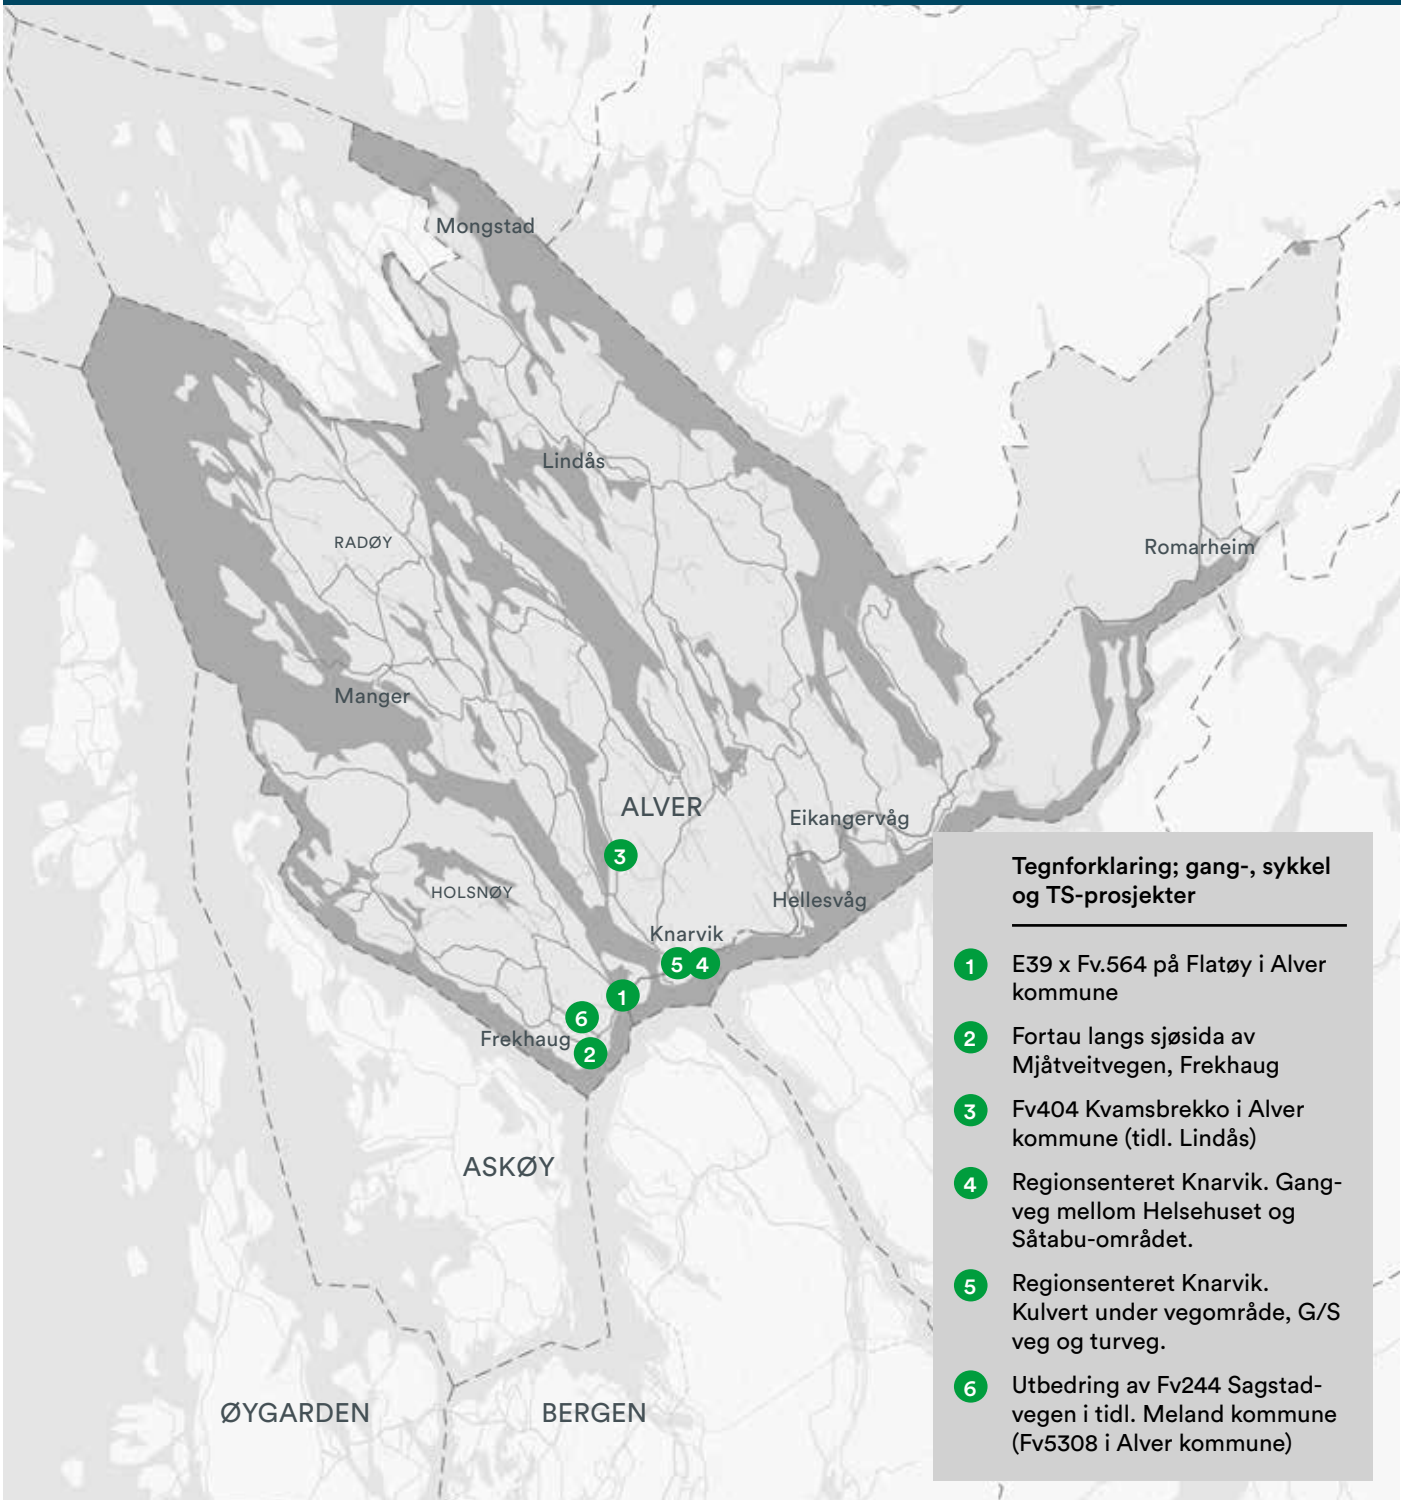 Mongstad
Lindås
RADØY
Romarheim
Manger
ALVER
Eikangervåg
HOLSNØY
Hellesvåg
Knarvik
3
5
4
1
6
Frekhaug
2
ASKØY
ØYGARDEN
BERGEN
Tegnforklaring; gang-, sykkel
og TS-prosjekter
1 E39 x Fv.564 på Flatøy i Alver
kommune
2 Fortau langs sjøsida av
Mjåtveitvegen, Frekhaug
3 Fv404 Kvamsbrekko i Alver
kommune (tidl. Lindås)
4 Regionsenteret Knarvik. Gang-
veg mellom Helsehuset og
Såtabu-området.
5 Regionsenteret Knarvik.
Kulvert under vegområde, G/S
veg og turveg.
6 Utbedring av Fv244 Sagstad-
vegen i tidl. Meland kommune
(Fv5308 i Alver kommune)